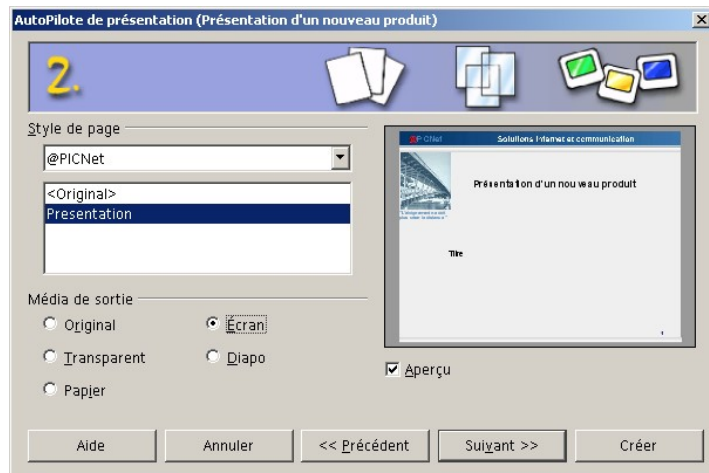 AutoPilote de présentation (Présentation d'un nouveau produit)
2.
Style de page
@PICNet
<Original>
Presentation
Solutions Internet et communication
Présentation d'un nouveau produit
Titre
Média de sortie
Original
Écran
Transparent
Diapo
Papier
Aperçu
Aide
Annuler
<< Précédent
Suivant >>
Créer